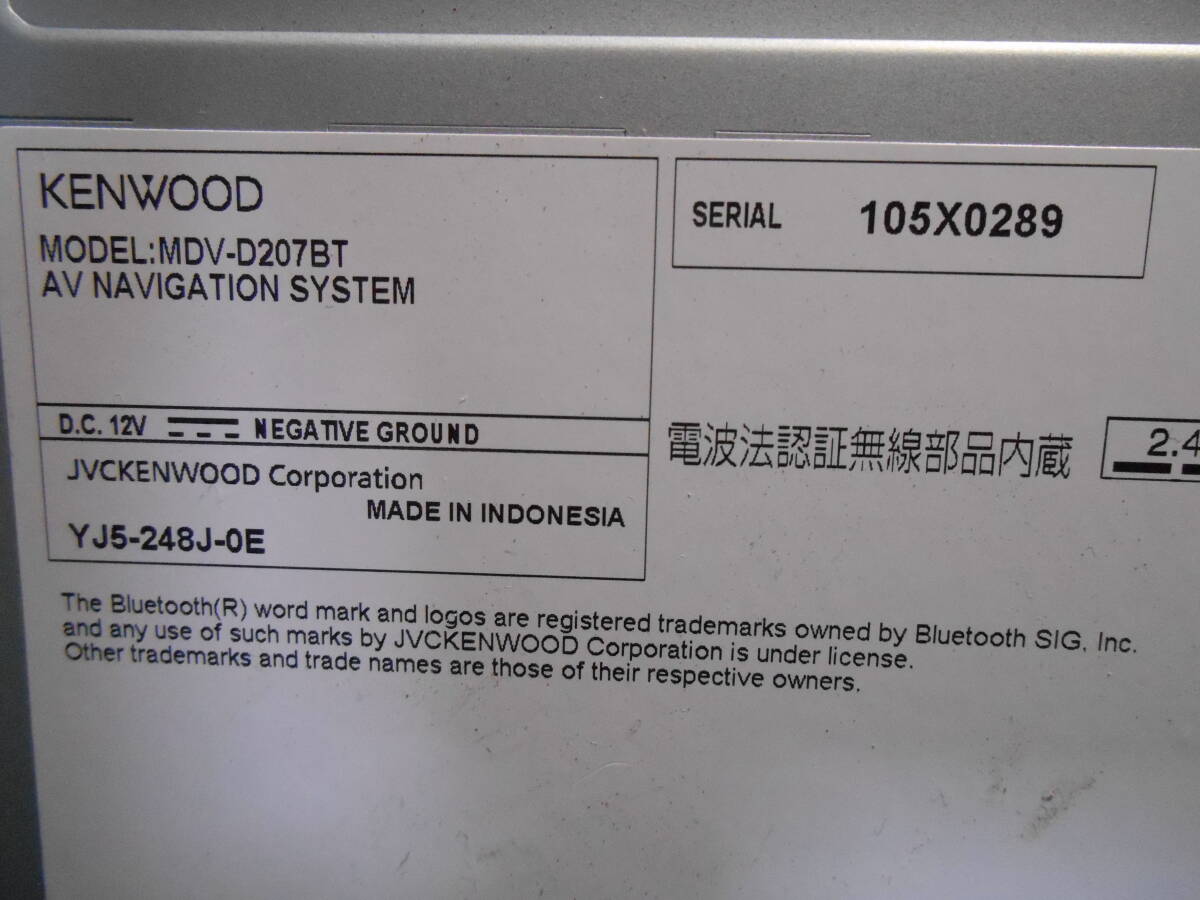 KENWOOD
MODEL:MDV-D207BT
AV NAVIGATION SYSTEM
D.C. 12V NEGATIVE GROUND
JVCKENWOOD Corporation
MADE IN INDONESIA
YJ5-248J-0E
SERIAL 105X0289
電波法認証無線部品内蔵 2.4
The Bluetooth(R) word mark and logos are registered trademarks owned by Bluetooth SIG, Inc.
and any use of such marks by JVCKENWOOD Corporation is under license.
Other trademarks and trade names are those of their respective owners.